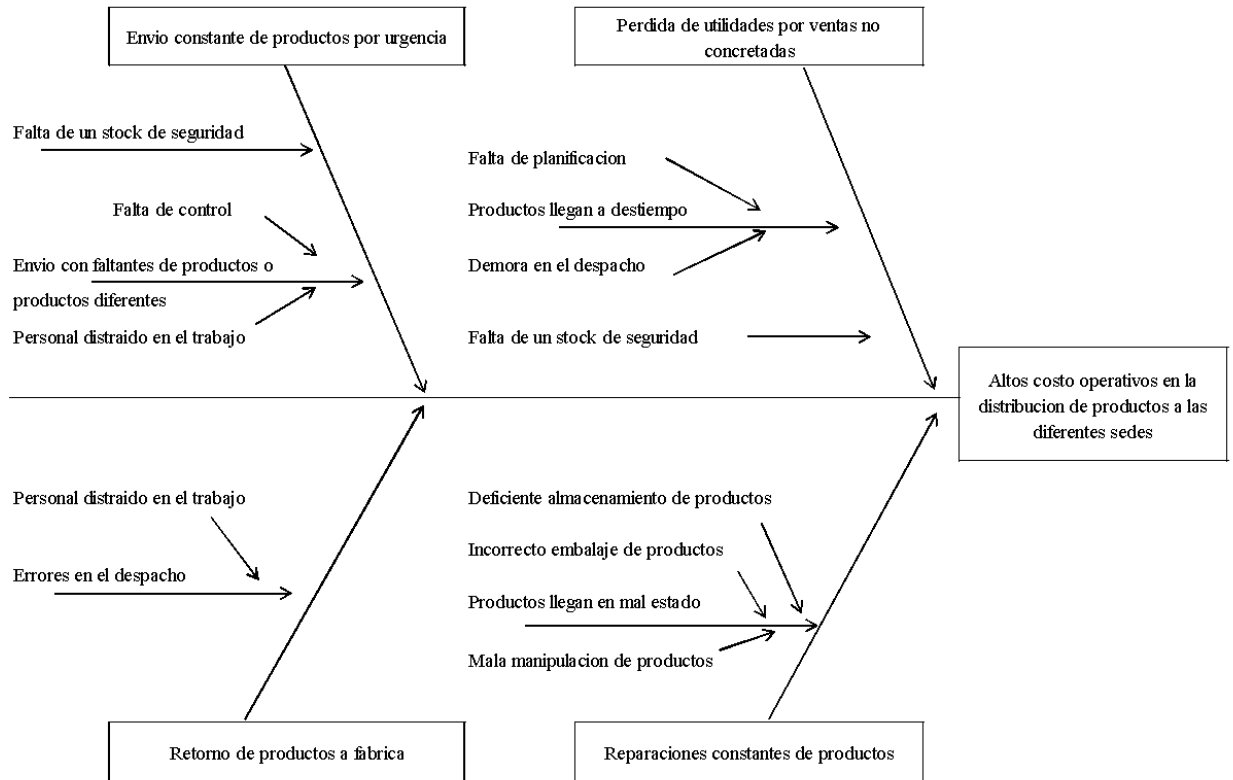 Envio constante de productos por urgencia
Perdida de utilidades por ventas no
concretadas
Falta de un stock de seguridad
Falta de control
Envio con faltantes de productos o
productos diferentes
Personal distraido en el trabajo
Falta de planificacion
Productos llegan a destiempo
Demora en el despacho
Falta de un stock de seguridad
Altos costo operativos en la
distribucion de productos a las
diferentes sedes
Personal distraido en el trabajo
Errores en el despacho
Deficiente almacenamiento de productos
Incorrecto embalaje de productos
Productos llegan en mal estado
Mala manipulacion de productos
Retorno de productos a fabrica
Reparaciones constantes de productos